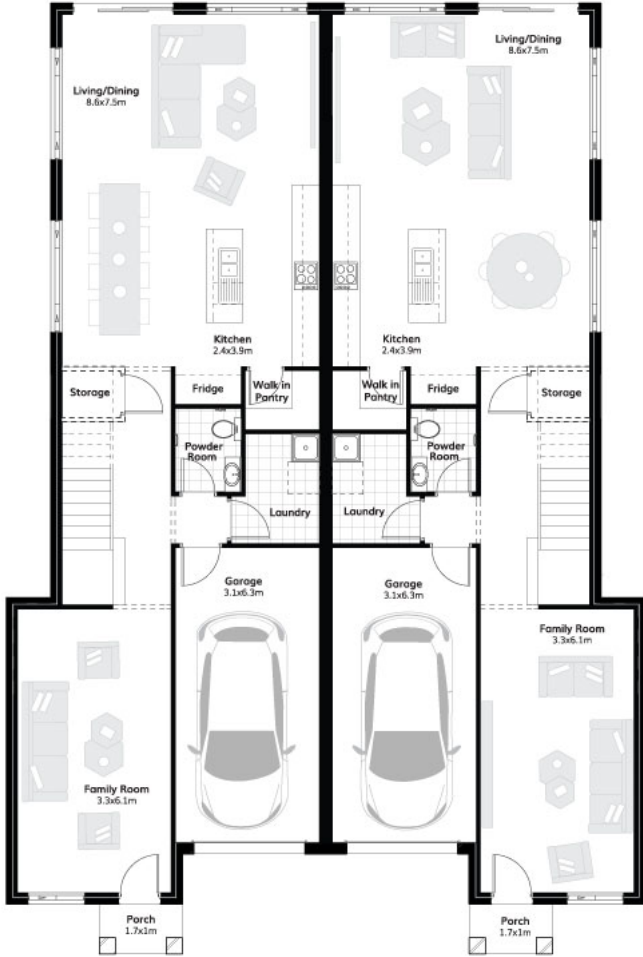 Living/Dining
8.6x7.5m
Living/Dining
8.6x7.5m
Kitchen
2.4x3.9m
Kitchen
2.4x3.9m
Storage
Fridge
Walk in
Pantry
Walk in
Pantry
Fridge
Storage
Powder
Room
Powder
Room
Laundry
Laundry
Garage
3.1x6.3m
Garage
3.1x6.3m
Family Room
3.3x6.1m
Family Room
3.3x6.1m
Porch
1.7x1m
Porch
1.7x1m